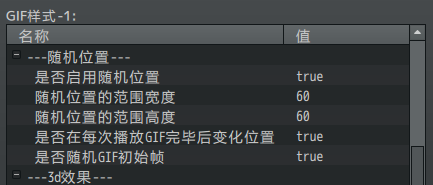 GIF样式-1:
名称 值
---随机位置---
是否启用随机位置 true
随机位置的范围宽度 60
随机位置的范围高度 60
是否在每次播放GIF完毕后变化位置 true
是否随机GIF初始帧 true
---3d效果---